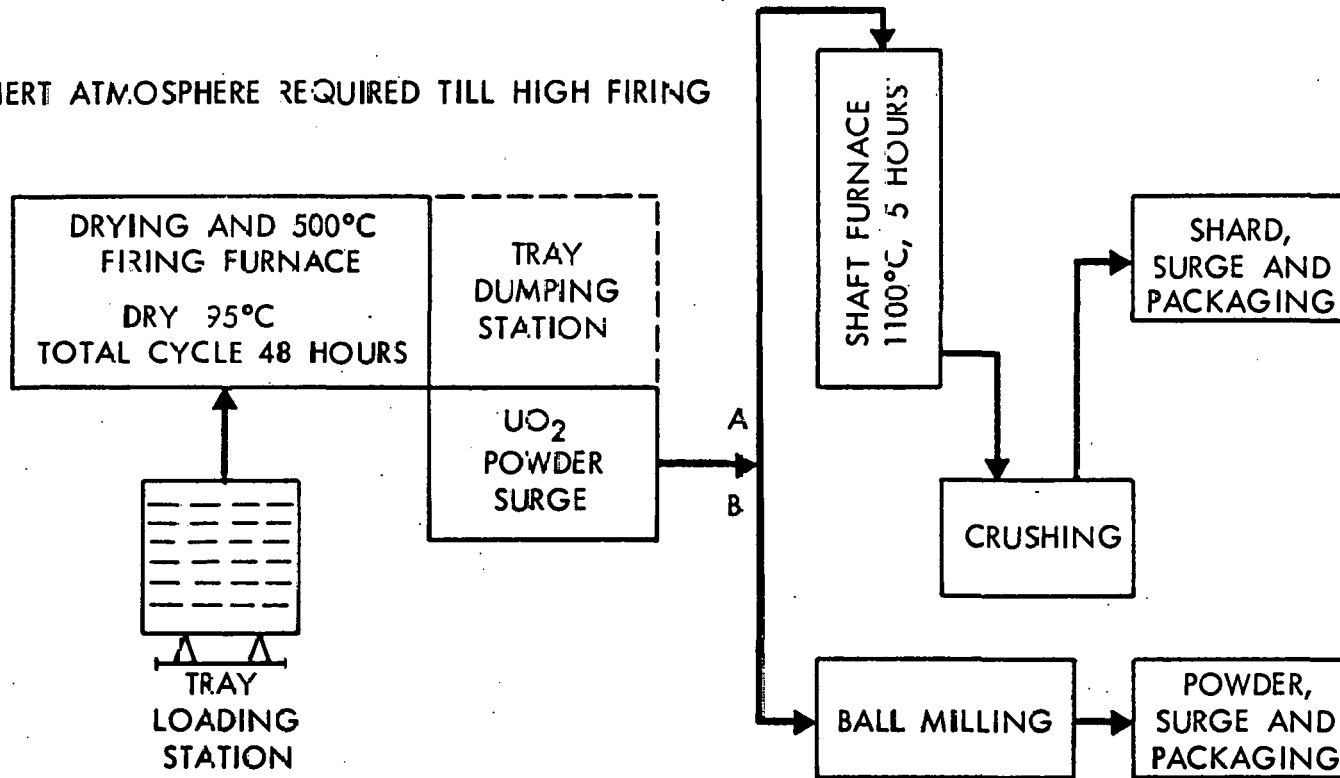 ATMOSPHERE REQUIRED TILL HIGH FIRING
DRYING AND 500°C
FIRING FURNACE
DRY 95°C
TOTAL CYCLE 48 HOURS
TRAY
DUMPING
STATION
UO2
POWDER
SURGE
TRAY
LOADING
STATION
A
B
SHAFT FURNACE
1100°C, 5 HOURS
CRUSHING
SHARD,
SURGE AND
PACKAGING
BALL MILLING
POWDER,
SURGE AND
PACKAGING